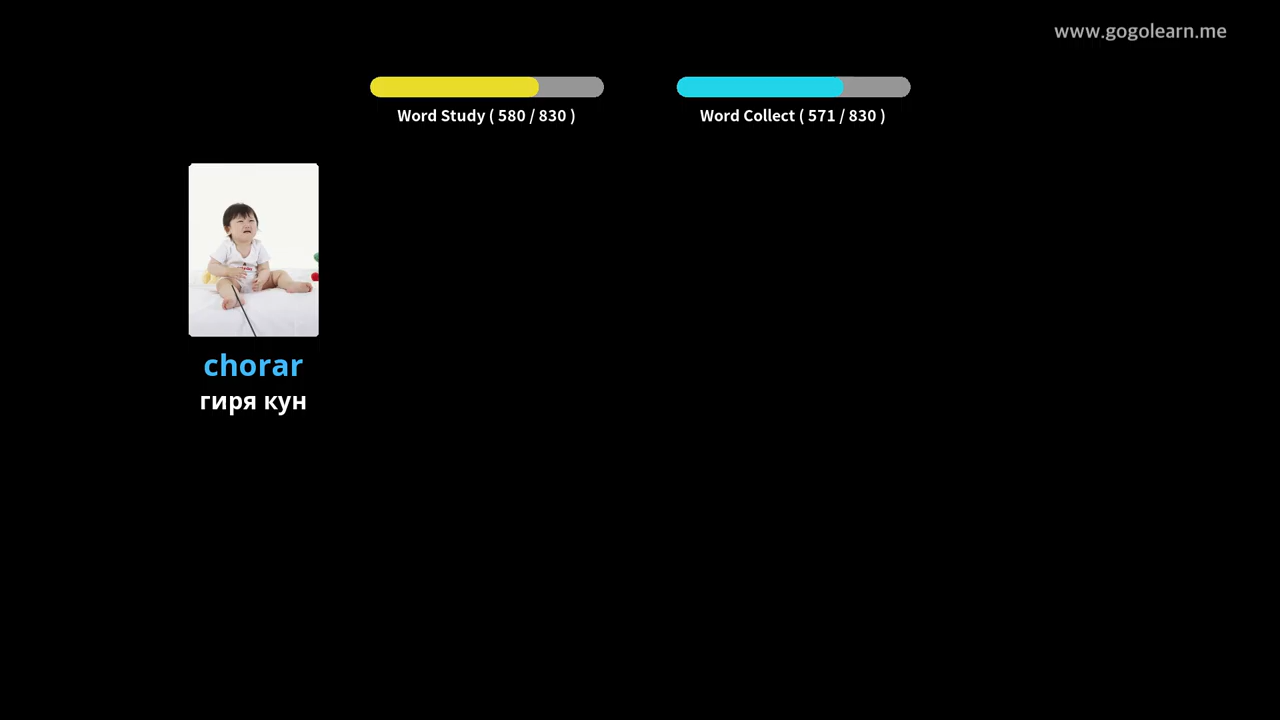 www.gogolearn.me
Word Study ( 580 / 830 )
Word Collect ( 571 / 830 )
chorar
гиря кун